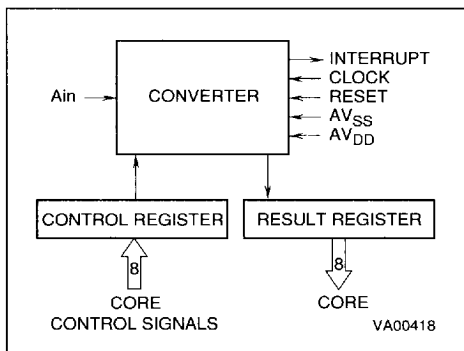 INTERRUPT
CLOCK
Ain
CONVERTER
RESET
AVSS
AVDD
CONTROL REGISTER
RESULT REGISTER
8
8
CORE
CONTROL SIGNALS
CORE
VA00418